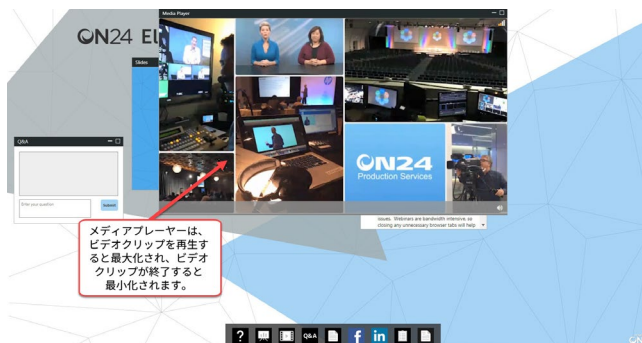 Media Player
ON24 El
Slides
Q&A
Enter your question
Submit
ON24
Production Services
issues. Webinars are bandwidth intensive, so
closing any unnecessary browser tabs will help
メディアプレーヤーは、
ビデオクリップを再生す
ると最大化され、ビデオ
クリップが終了すると
最小化されます。
? Q&A f in